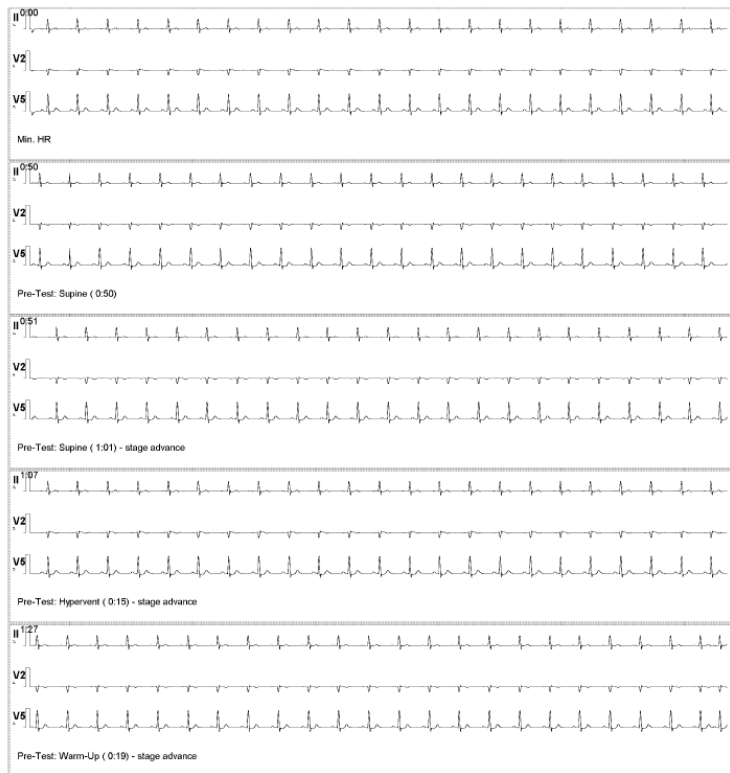 II 0:00
V2
V5
Min. HR
II 0:50
V2
V5
Pre-Test: Supine ( 0:50)
II 0:51
V2
V5
Pre-Test: Supine ( 1:01) - stage advance
II 1:07
V2
V5
Pre-Test: Hypervent ( 0:15) - stage advance
II 1:27
V2
V5
Pre-Test: Warm-Up ( 0:19) - stage advance